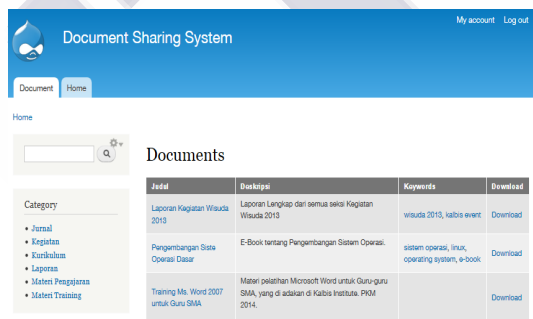 My account Log out
Document Sharing System
Document Home
Home
Documents
Judul Deskripsi Keywords Download
Laporan Kegiatan Wisuda
2013
Laporan Lengkap dari semua seksi Kegiatan
Wisuda 2013
wisuda 2013, kalbis event
Download
Pengembangan Siste
Operasi Dasar
E-Book tentang Pengembangan Sistem Operasi.
sistem operasi, linux,
operating system, e-book
Download
Training Ms. Word 2007
untuk Guru SMA
Materi pelatihan Microsoft Word untuk Guru-guru
SMA, yang di adakan di Kalbis Institute. PKM
2014.
Download
Category
Jurnal
Kegiatan
Kurikulum
Laporan
Materi Pengajaran
Materi Training